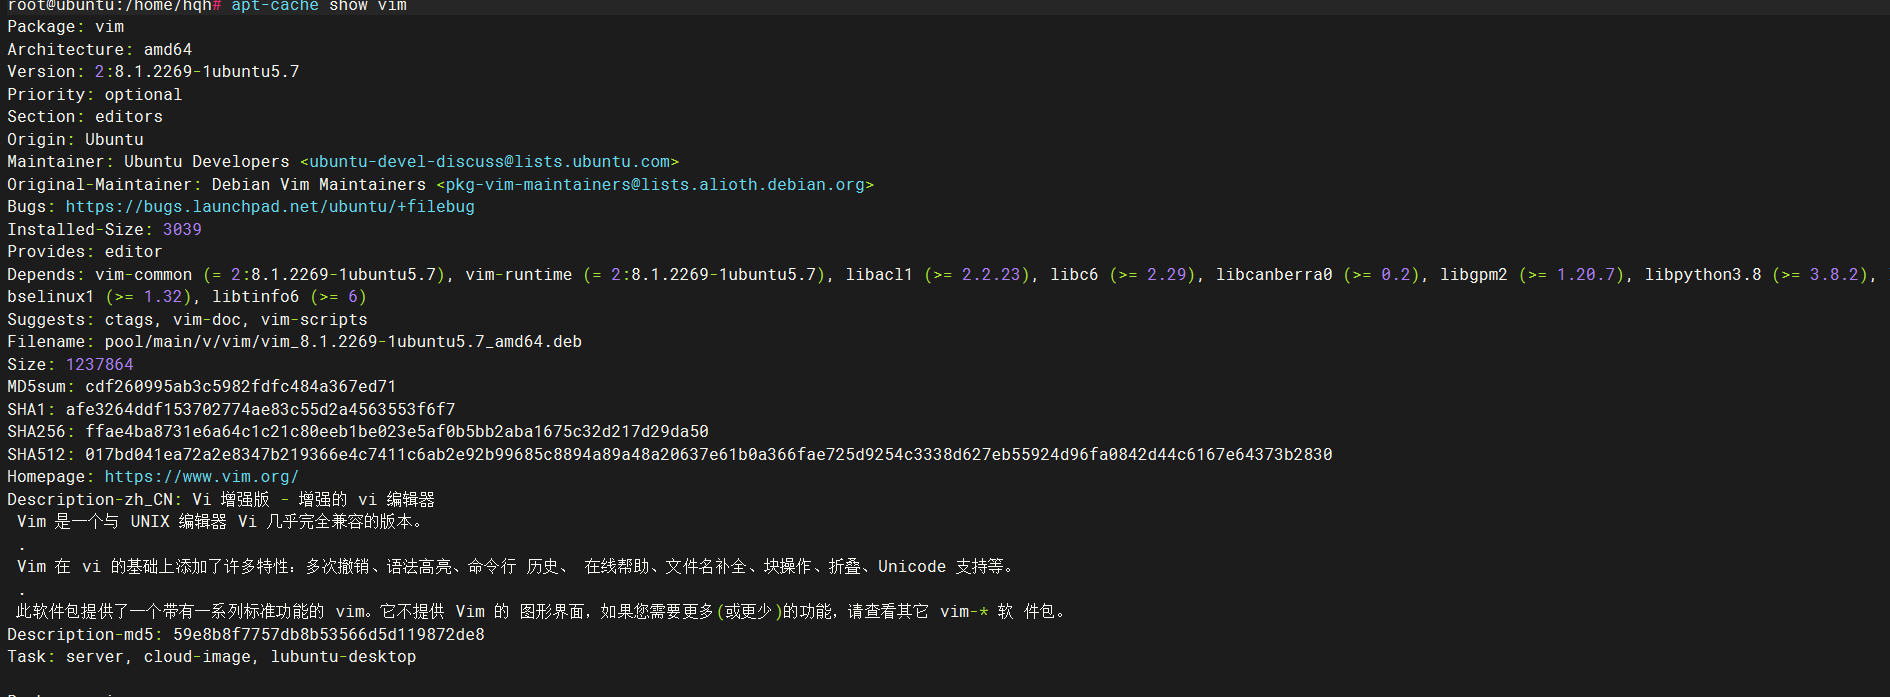 root@ubuntu:/home/hqh# apt-cache show vim
Package: vim
Architecture: amd64
Version: 2:8.1.2269-1ubuntu5.7
Priority: optional
Section: editors
Origin: Ubuntu
Maintainer: Ubuntu Developers <ubuntu-devel-discuss@lists.ubuntu.com>
Original-Maintainer: Debian Vim Maintainers <pkg-vim-maintainers@lists.alioth.debian.org>
Bugs: https://bugs.launchpad.net/ubuntu/+filebug
Installed-Size: 3039
Provides: editor
Depends: vim-common (= 2:8.1.2269-1ubuntu5.7), vim-runtime (= 2:8.1.2269-1ubuntu5.7), libacl1 (>= 2.2.23), libc6 (>= 2.29), libcanberra0 (>= 0.2), libgpm2 (>= 1.20.7), libpython3.8 (>= 3.8.2),
bselinux1 (>= 1.32), libtinfo6 (>= 6)
Suggests: ctags, vim-doc, vim-scripts
Filename: pool/main/v/vim/vim_8.1.2269-1ubuntu5.7_amd64.deb
Size: 1237864
MD5sum: cdf260995ab3c5982fdfc484a367ed71
SHA1: afe3264ddf153702774ae83c55d2a4563553f6f7
SHA256: ffae4ba8731e6a64c1c21c80eeb1be023e5af0b5bb2aba1675c32d217d29da50
SHA512: 017bd041ea72a2e8347b219366e4c7411c6ab2e92b99685c8894a89a48a20637e61b0a366fae725d9254c3338d627eb55924d96fa0842d44c6167e64373b2830
Homepage: https://www.vim.org/
Description-zh_CN: Vi 增强版 - 增强的 vi 编辑器
Vim 是一个与 UNIX 编辑器 Vi 几乎完全兼容的版本。
.
Vim 在 vi 的基础上添加了许多特性：多次撤销、语法高亮、命令行 历史、 在线帮助、文件名补全、块操作、折叠、Unicode 支持等。
.
此软件包提供了一个带有一系列标准功能的 vim。它不提供 Vim 的 图形界面，如果您需要更多(或更少)的功能，请查看其它 vim-* 软 件包。
Description-md5: 59e8b8f7757db8b53566d5d119872de8
Task: server, cloud-image, lubuntu-desktop